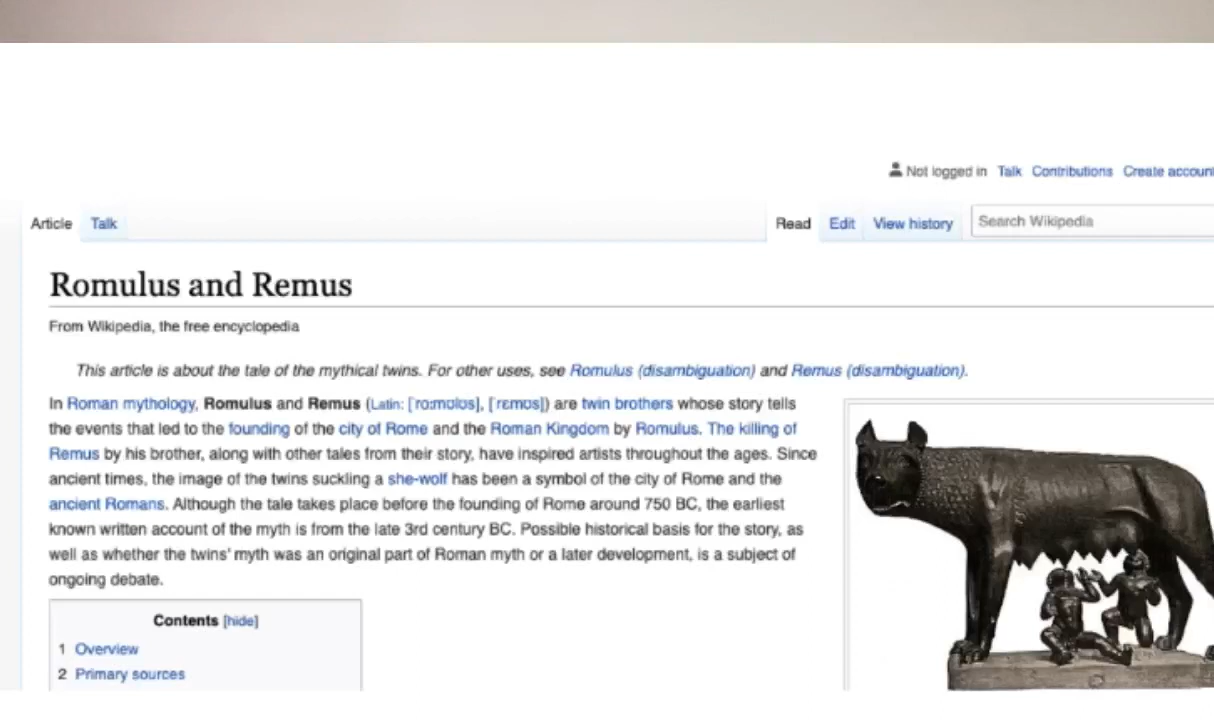 Not logged in Talk Contributions Create account
Article Talk Read Edit View history Search Wikipedia
Romulus and Remus
From Wikipedia, the free encyclopedia
This article is about the tale of the mythical twins. For other uses, see Romulus (disambiguation) and Remus (disambiguation).
In Roman mythology, Romulus and Remus (Latin: [ˈroːmʊlʊs], [ˈrɛmʊs]) are twin brothers whose story tells
the events that led to the founding of the city of Rome and the Roman Kingdom by Romulus. The killing of
Remus by his brother, along with other tales from their story, have inspired artists throughout the ages. Since
ancient times, the image of the twins suckling a she-wolf has been a symbol of the city of Rome and the
ancient Romans. Although the tale takes place before the founding of Rome around 750 BC, the earliest
known written account of the myth is from the late 3rd century BC. Possible historical basis for the story, as
well as whether the twins' myth was an original part of Roman myth or a later development, is a subject of
ongoing debate.
Contents [hide]
1 Overview
2 Primary sources